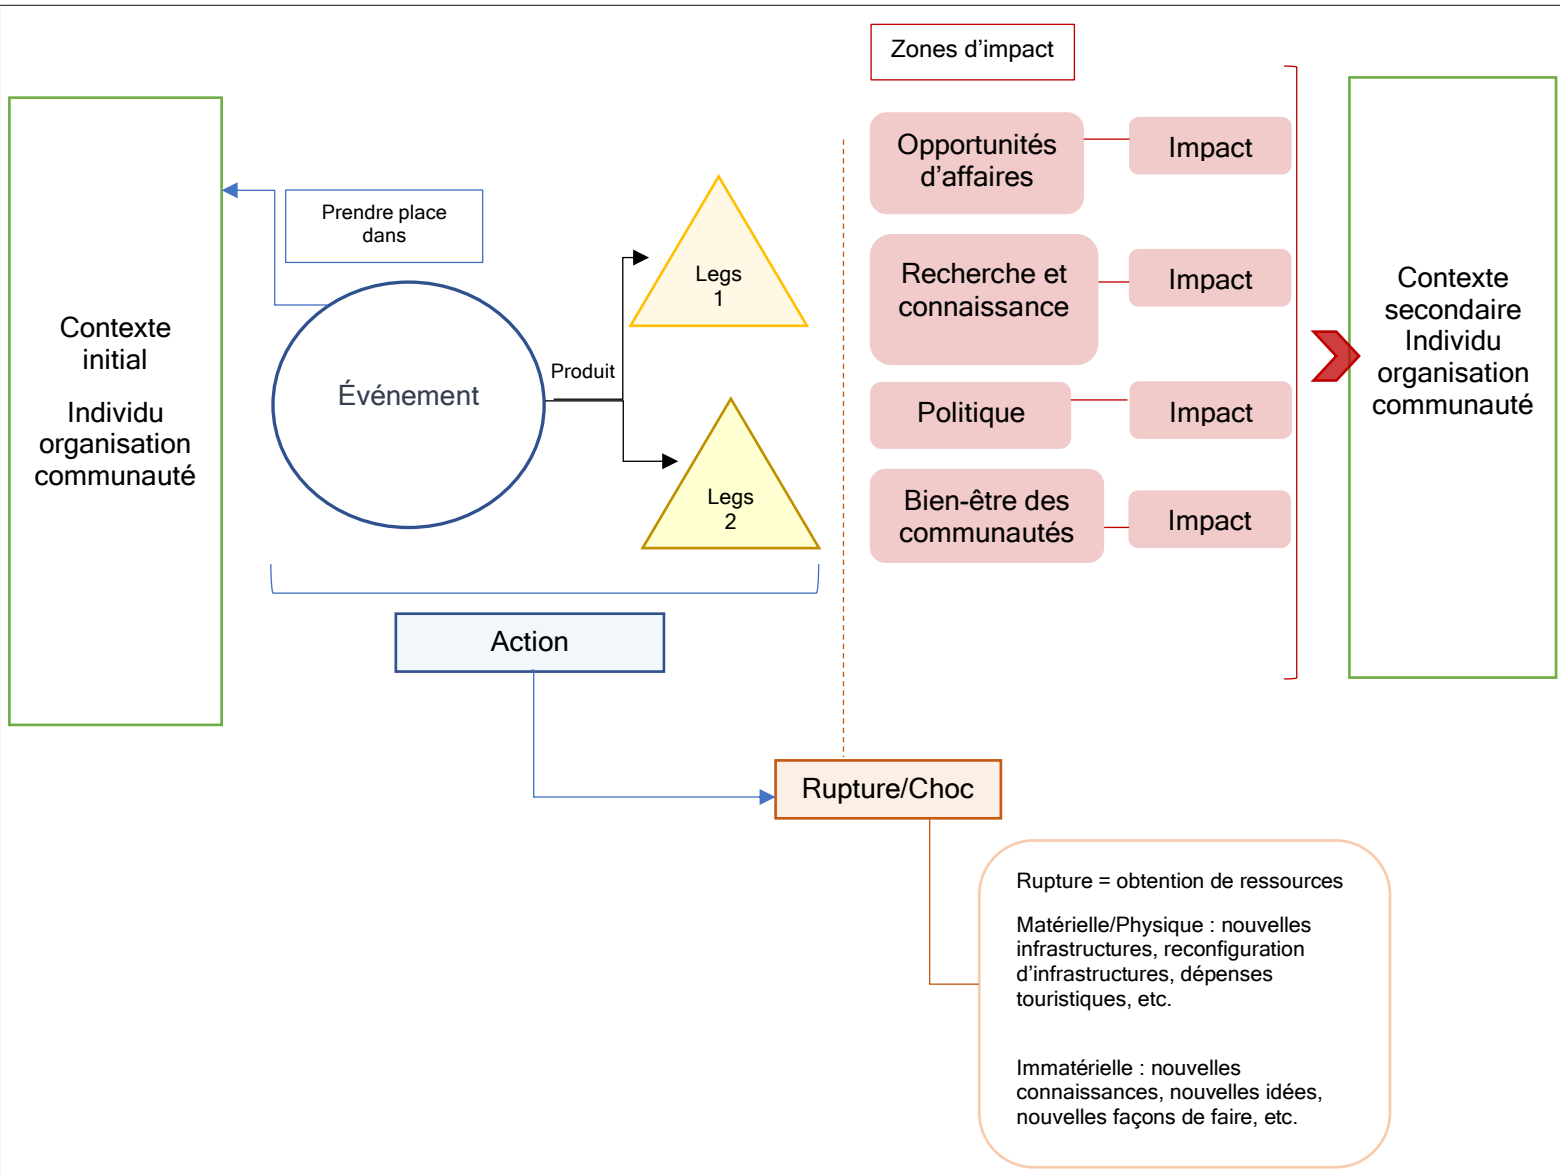 Zones d’impact
Contexte
initial
Individu
organisation
communauté
Prendre place
dans
Événement
Produit
Legs
1
Legs
2
Action
Opportunités
d’affaires
Impact
Recherche et
connaissance
Impact
Politique
Impact
Bien-être des
communautés
Impact
Contexte
secondaire
Individu
organisation
communauté
Rupture/Choc
Rupture = obtention de ressources
Matérielle/Physique : nouvelles
infrastructures, reconfiguration
d’infrastructures, dépenses
touristiques, etc.
Immatérielle : nouvelles
connaissances, nouvelles idées,
nouvelles façons de faire, etc.